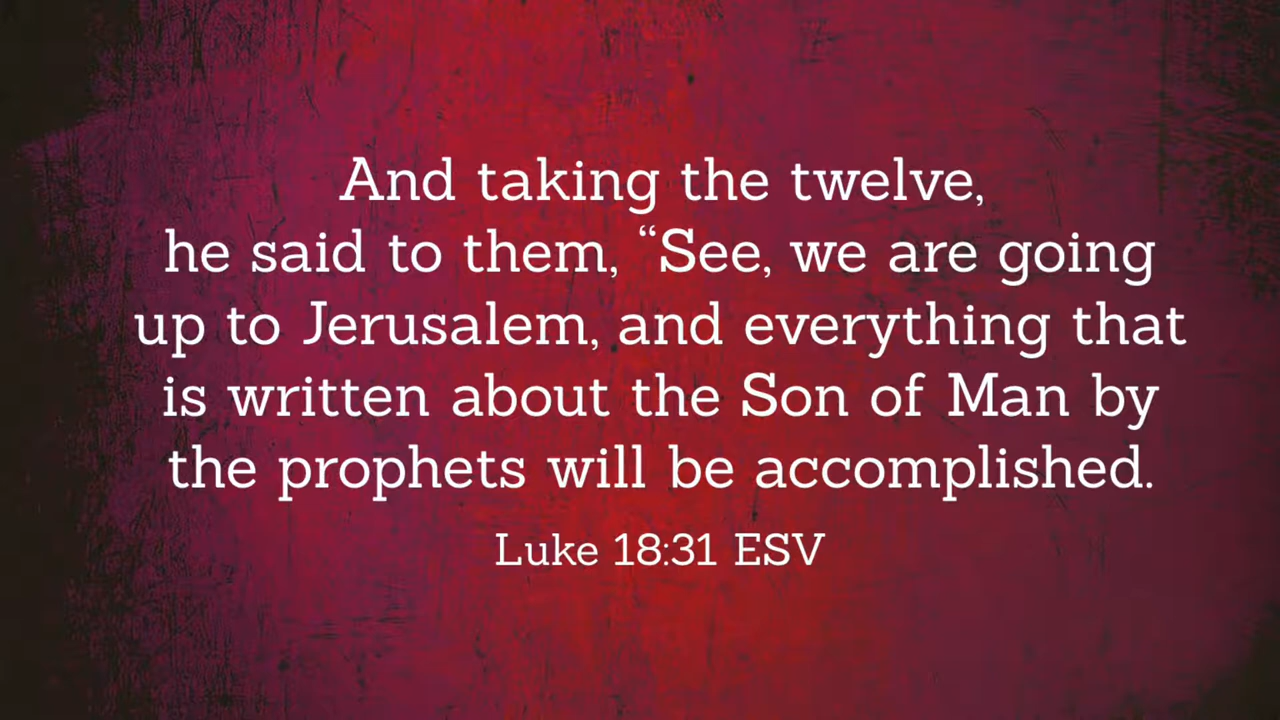 And taking the twelve,
he said to them, “See, we are going
up to Jerusalem, and everything that
is written about the Son of Man by
the prophets will be accomplished.
Luke 18:31 ESV